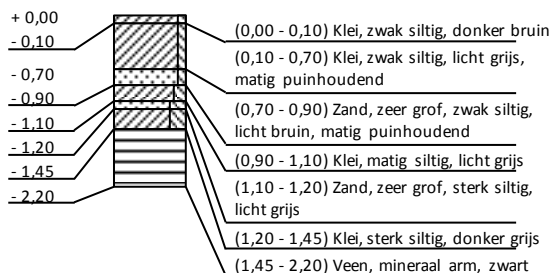 + 0,00
- 0,10
- 0,70
- 0,90
- 1,10
- 1,20
- 1,45
- 2,20
(0,00 - 0,10) Klei, zwak siltig, donker bruin
(0,10 - 0,70) Klei, zwak siltig, licht grijs,
matig puinhoudend
(0,70 - 0,90) Zand, zeer grof, zwak siltig,
licht bruin, matig puinhoudend
(0,90 - 1,10) Klei, matig siltig, licht grijs
(1,10 - 1,20) Zand, zeer grof, sterk siltig,
licht grijs
(1,20 - 1,45) Klei, sterk siltig, donker grijs
(1,45 - 2,20) Veen, mineraal arm, zwart